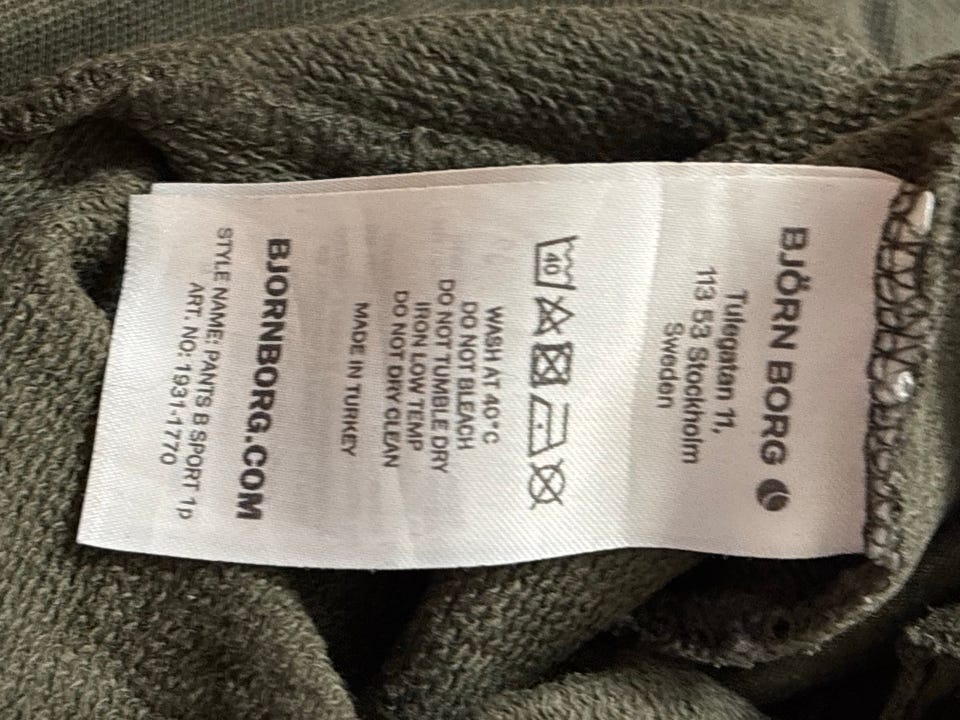 BJÖRN BORG
Tulegatan 11,
113 53 Stockholm
Sweden
40
WASH AT 40°C
DO NOT BLEACH
DO NOT TUMBLE DRY
IRON LOW TEMP
DO NOT DRY CLEAN
MADE IN TURKEY
BJORNBORG.COM
STYLE NAME: PANTS B SPORT 1p
ART. NO: 1931-1770